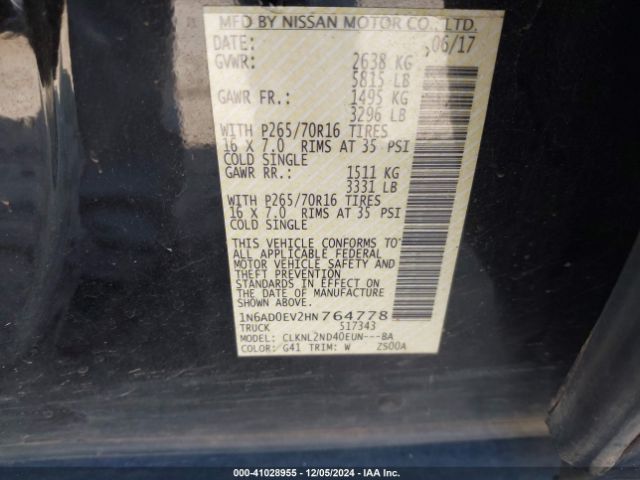 MFD BY NISSAN MOTOR CO., LTD.
DATE: 06/17
GVWR: 2638 KG
5815 LB
GAWR FR.: 1495 KG
3296 LB
WITH P265/70R16 TIRES
16 X 7.0 RIMS AT 35 PSI
COLD SINGLE
GAWR RR.: 1511 KG
3331 LB
WITH P265/70R16 TIRES
16 X 7.0 RIMS AT 35 PSI
COLD SINGLE
THIS VEHICLE CONFORMS TO
ALL APPLICABLE FEDERAL
MOTOR VEHICLE SAFETY AND
THEFT PREVENTION
STANDARDS IN EFFECT ON
THE DATE OF MANUFACTURE
SHOWN ABOVE.
1N6AD0EV2HN764778
TRUCK 517343
MODEL: CLKNL2ND40EUN---8A
COLOR: G41 TRIM: W ZS00A
000-41028955 - 12/05/2024 - IAA Inc.